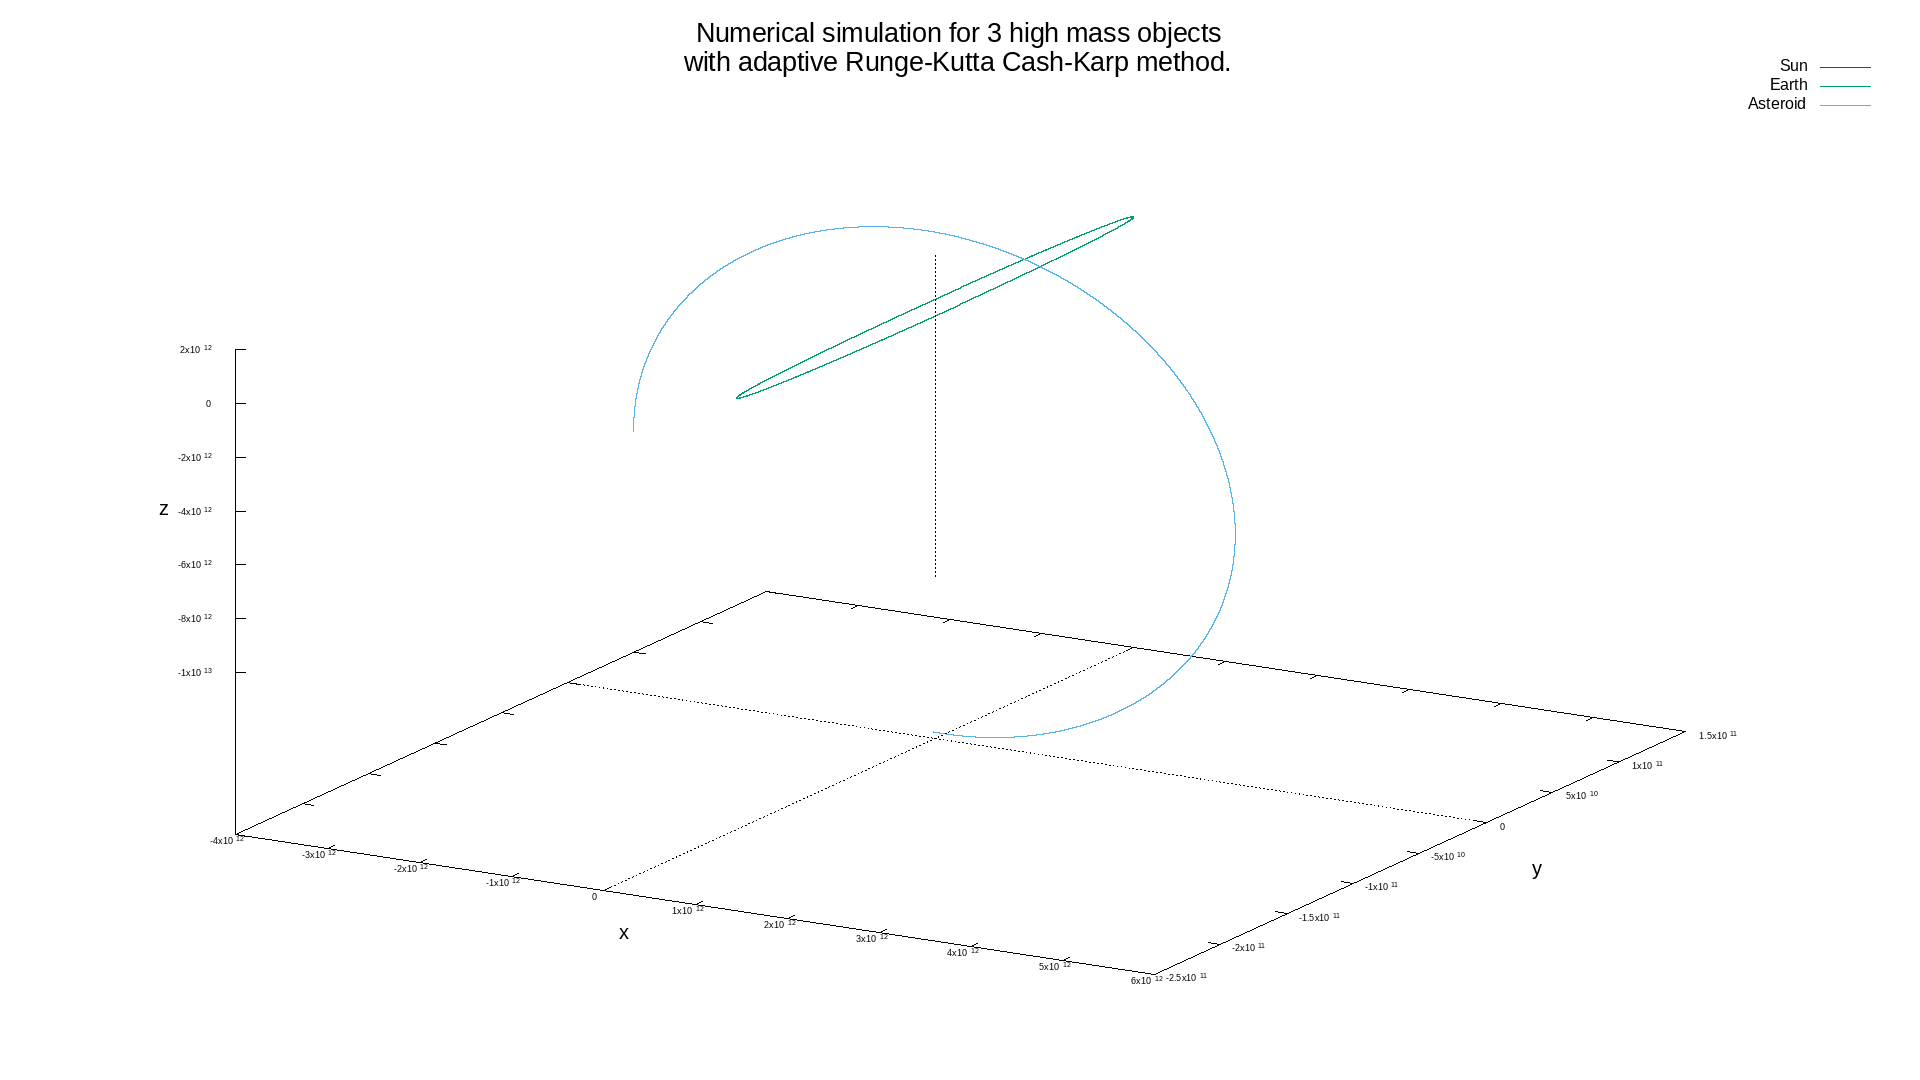 Numerical simulation for 3 high mass objects
with adaptive Runge-Kutta Cash-Karp method.
Sun
Earth
Asteroid
2x10 12
0
-2x10 12
z
-4x10 12
-6x10 12
-8x10 12
-1x10 13
-4x10 12
-3x10 12
-2x10 12
-1x10 12
0
1x10 12
2x10 12
3x10 12
4x10 12
5x10 12
6x10 12
x
-2.5x10 11
-2x10 11
-1.5x10 11
-1x10 11
-5x10 10
0
5x10 10
1x10 11
1.5x10 11
y